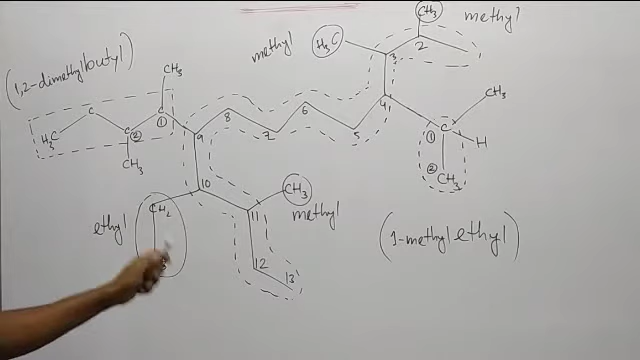 CH3
methyl
methyl
H3C
2
3
(1,2-dimethylbutyl)
CH3
4
CH3
C
C
1
8
6
H3C
C
2
9
7
5
1
C
H
CH3
2
CH3
10
CH3
CH2
11
methyl
ethyl
(1-methylethyl)
12
13